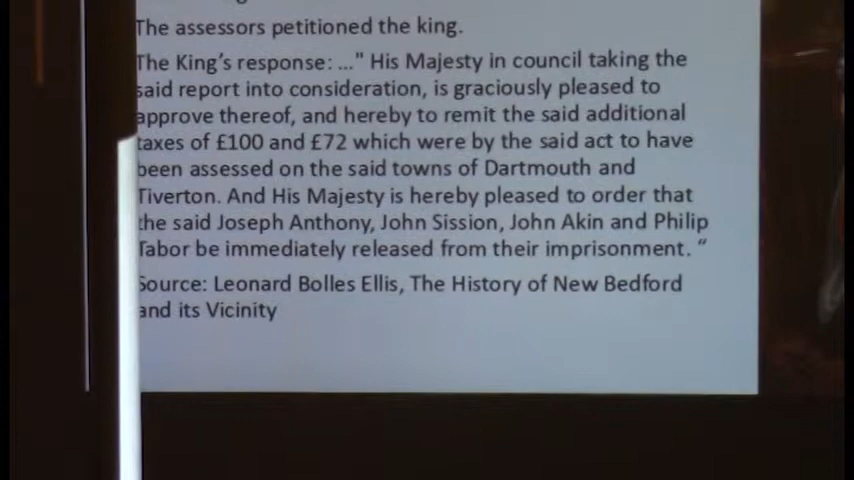 The assessors petitioned the king.
The King's response: ..." His Majesty in council taking the
said report into consideration, is graciously pleased to
approve thereof, and hereby to remit the said additional
taxes of £100 and £72 which were by the said act to have
been assessed on the said towns of Dartmouth and
Tiverton. And His Majesty is hereby pleased to order that
the said Joseph Anthony, John Sission, John Akin and Philip
Tabor be immediately released from their imprisonment. "
Source: Leonard Bolles Ellis, The History of New Bedford
and its Vicinity